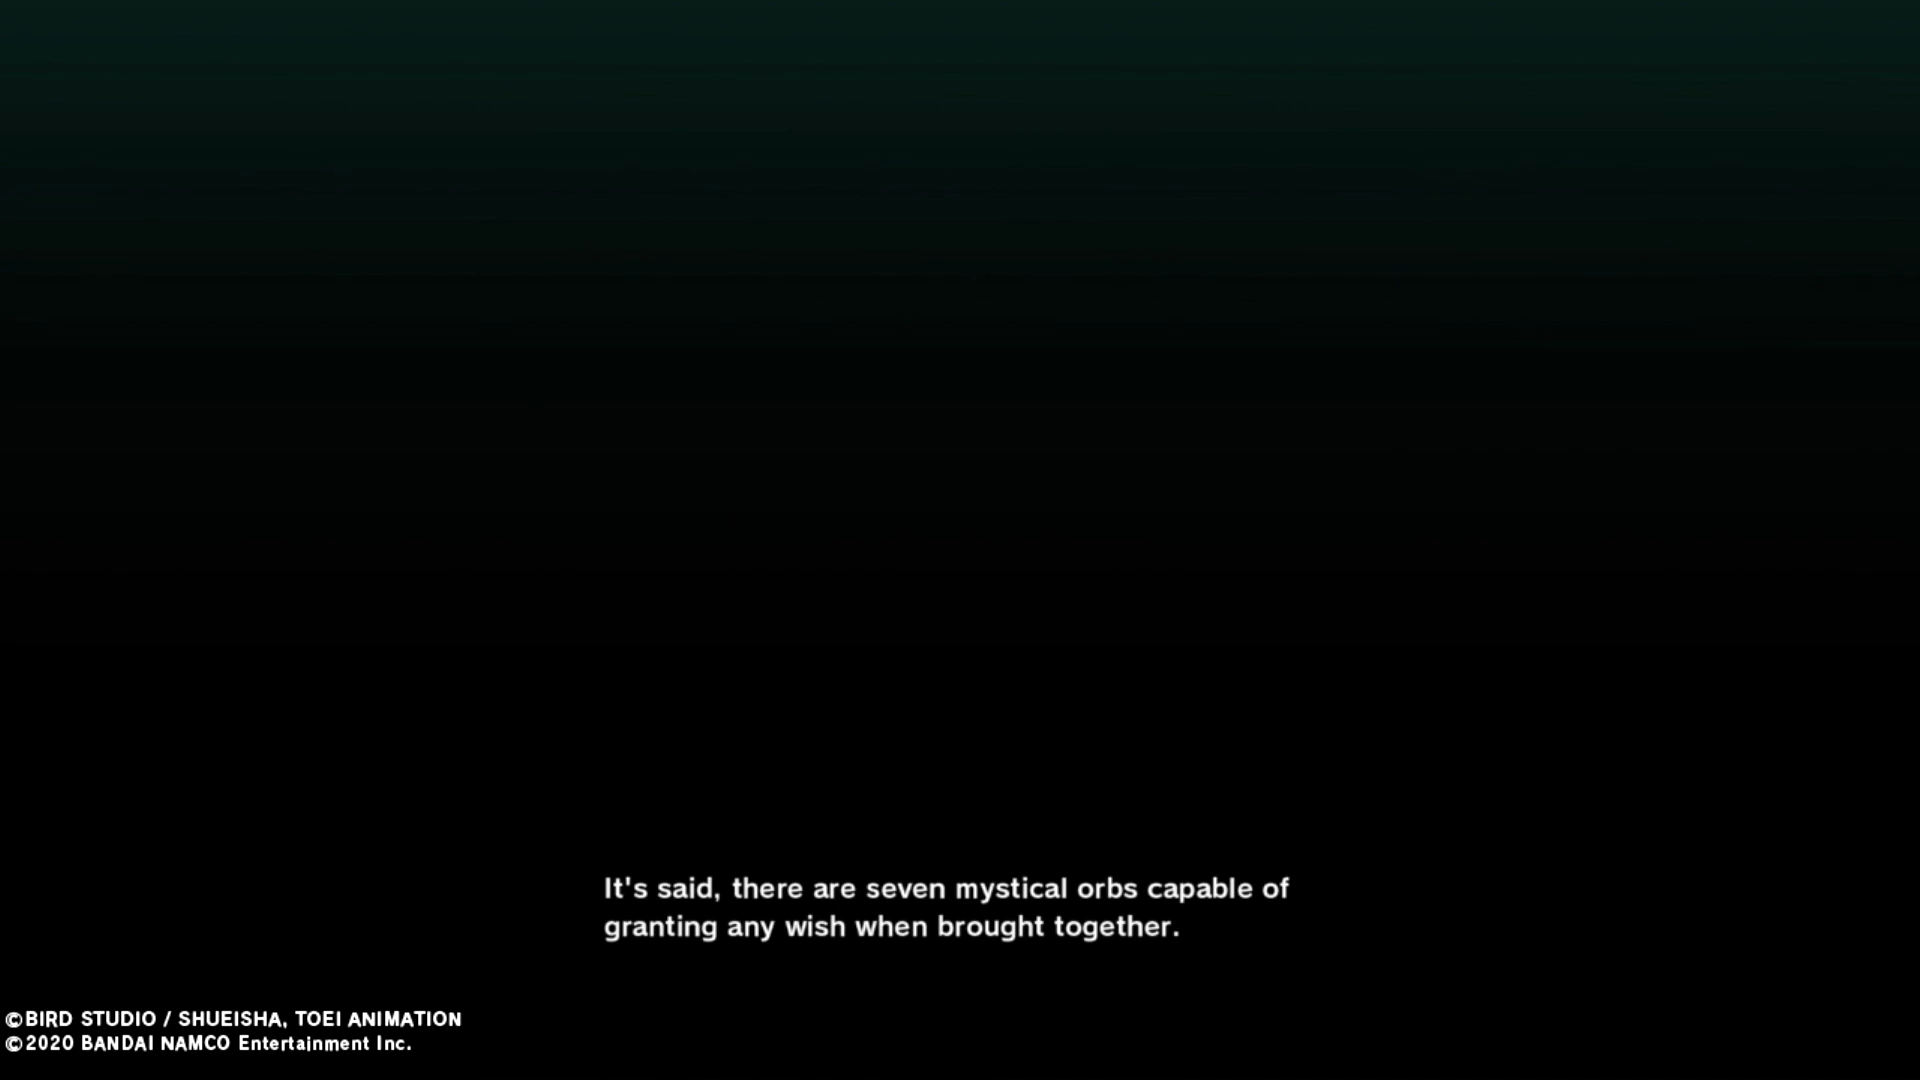 It's said, there are seven mystical orbs capable of
granting any wish when brought together.
©BIRD STUDIO / SHUEISHA, TOEI ANIMATION
©2020 BANDAI NAMCO Entertainment Inc.